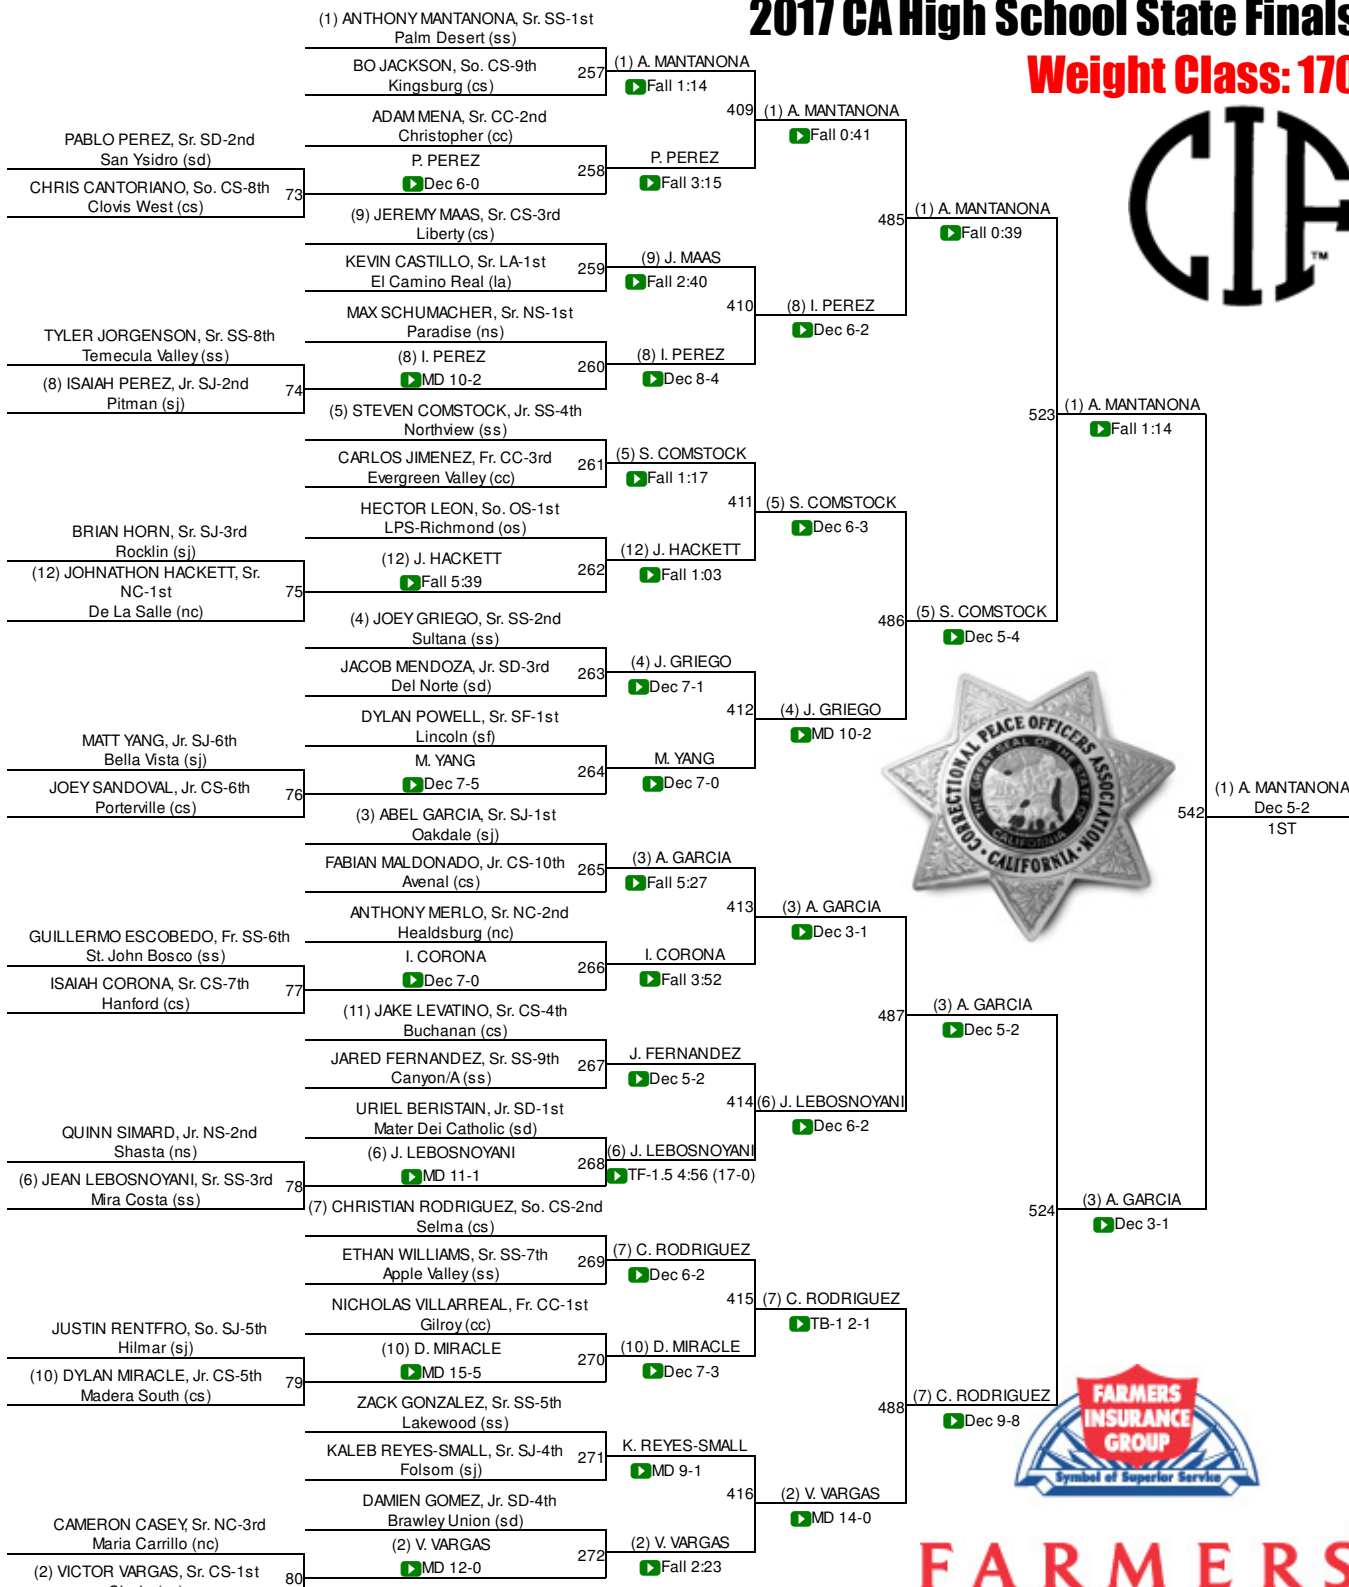 2017 CA High School State Finals
Weight Class: 170
CIF
TM
(1) ANTHONY MANTANONA, Sr. SS-1st
Palm Desert (ss)
BO JACKSON, So. CS-9th
Kingsburg (cs)
257
ADAM MENA, Sr. CC-2nd
Christopher (cc)
PABLO PEREZ, Sr. SD-2nd
San Ysidro (sd)
CHRIS CANTORIANO, So. CS-8th
Clovis West (cs)
73
P. PEREZ
Dec 6-0
258
(9) JEREMY MAAS, Sr. CS-3rd
Liberty (cs)
KEVIN CASTILLO, Sr. LA-1st
El Camino Real (la)
259
MAX SCHUMACHER, Sr. NS-1st
Paradise (ns)
TYLER JORGENSON, Sr. SS-8th
Temecula Valley (ss)
(8) ISAIAH PEREZ, Jr. SJ-2nd
Pitman (sj)
74
(8) I. PEREZ
MD 10-2
260
(5) STEVEN COMSTOCK, Jr. SS-4th
Northview (ss)
CARLOS JIMENEZ, Fr. CC-3rd
Evergreen Valley (cc)
261
HECTOR LEON, So. OS-1st
LPS-Richmond (os)
BRIAN HORN, Sr. SJ-3rd
Rocklin (sj)
(12) JOHNATHON HACKETT, Sr.
NC-1st
De La Salle (nc)
75
(12) J. HACKETT
Fall 5:39
262
(4) JOEY GRIEGO, Sr. SS-2nd
Sultana (ss)
JACOB MENDOZA, Jr. SD-3rd
Del Norte (sd)
263
DYLAN POWELL, Sr. SF-1st
Lincoln (sf)
MATT YANG, Jr. SJ-6th
Bella Vista (sj)
JOEY SANDOVAL, Jr. CS-6th
Porterville (cs)
76
M. YANG
Dec 7-5
264
(3) ABEL GARCIA, Sr. SJ-1st
Oakdale (sj)
FABIAN MALDONADO, Jr. CS-10th
Avenal (cs)
265
ANTHONY MERLO, Sr. NC-2nd
Healdsburg (nc)
GUILLERMO ESCOBEDO, Fr. SS-6th
St. John Bosco (ss)
ISAIAH CORONA, Sr. CS-7th
Hanford (cs)
77
I. CORONA
Dec 7-0
266
(11) JAKE LEVATINO, Sr. CS-4th
Buchanan (cs)
JARED FERNANDEZ, Sr. SS-9th
Canyon/A (ss)
267
URIEL BERISTAIN, Jr. SD-1st
Mater Dei Catholic (sd)
QUINN SIMARD, Jr. NS-2nd
Shasta (ns)
(6) JEAN LEBOSNOYANI, Sr. SS-3rd
Mira Costa (ss)
78
(6) J. LEBOSNOYANI
MD 11-1
268
(7) CHRISTIAN RODRIGUEZ, So. CS-2nd
Selma (cs)
ETHAN WILLIAMS, Sr. SS-7th
Apple Valley (ss)
269
NICHOLAS VILLARREAL, Fr. CC-1st
Gilroy (cc)
JUSTIN RENTFRO, So. SJ-5th
Hilmar (sj)
(10) DYLAN MIRACLE, Jr. CS-5th
Madera South (cs)
79
(10) D. MIRACLE
MD 15-5
270
ZACK GONZALEZ, Sr. SS-5th
Lakewood (ss)
KALEB REYES-SMALL, Sr. SJ-4th
Folsom (sj)
271
DAMIEN GOMEZ, Jr. SD-4th
Brawley Union (sd)
CAMERON CASEY, Sr. NC-3rd
Maria Carrillo (nc)
(2) VICTOR VARGAS, Sr. CS-1st
80
(2) V. VARGAS
MD 12-0
272
(1) A. MANTANONA
Fall 1:14
409
P. PEREZ
Fall 3:15
(9) J. MAAS
Fall 2:40
410
(8) I. PEREZ
Dec 8-4
(5) S. COMSTOCK
Fall 1:17
411
(12) J. HACKETT
Fall 1:03
(4) J. GRIEGO
Dec 7-1
412
M. YANG
Dec 7-0
(3) A. GARCIA
Fall 5:27
413
I. CORONA
Fall 3:52
J. FERNANDEZ
Dec 5-2
414
(6) J. LEBOSNOYANI
TF-1.5 4:56 (17-0)
(7) C. RODRIGUEZ
Dec 6-2
415
(10) D. MIRACLE
Dec 7-3
K. REYES-SMALL
MD 9-1
416
(2) V. VARGAS
Fall 2:23
(1) A. MANTANONA
Fall 0:41
485
(8) I. PEREZ
Dec 6-2
(5) S. COMSTOCK
Dec 6-3
486
(4) J. GRIEGO
MD 10-2
(3) A. GARCIA
Dec 3-1
487
(6) J. LEBOSNOYANI
Dec 6-2
(7) C. RODRIGUEZ
TB-1 2-1
488
(2) V. VARGAS
MD 14-0
(1) A. MANTANONA
Fall 0:39
523
(5) S. COMSTOCK
Dec 5-4
(3) A. GARCIA
Dec 5-2
524
(7) C. RODRIGUEZ
Dec 9-8
(1) A. MANTANONA
Fall 1:14
542
(3) A. GARCIA
Dec 3-1
(1) A. MANTANONA
Dec 5-2
1ST
CORRECTIONAL PEACE OFFICERS ASSOCIATION
CALIFORNIA
THE GREAT SEAL OF THE STATE OF CALIFORNIA
FARMERS
INSURANCE
GROUP
Symbol of Superior Service
FARMERS